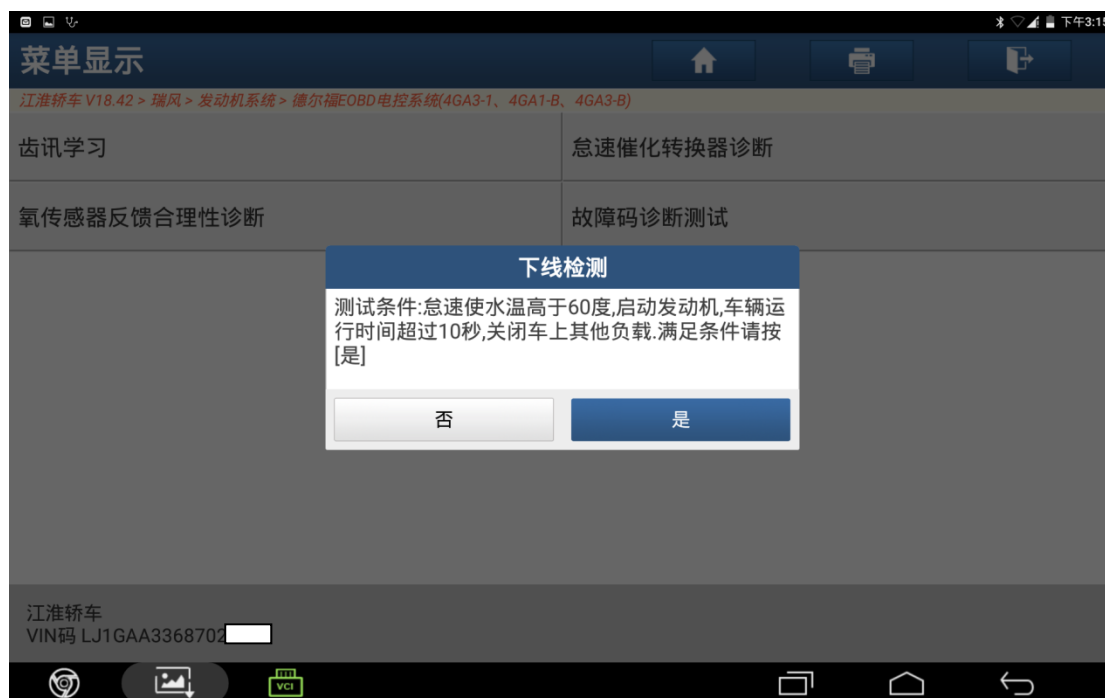 下午3:15
菜单显示
江淮轿车 V18.42 > 瑞风 > 发动机系统 > 德尔福EOBD电控系统(4GA3-1、4GA1-B、4GA3-B)
齿讯学习
怠速催化转换器诊断
氧传感器反馈合理性诊断
故障码诊断测试
下线检测
测试条件:怠速使水温高于60度,启动发动机,车辆运
行时间超过10秒,关闭车上其他负载.满足条件请按
[是]
否
是
江淮轿车
VIN码 LJ1GAA3368702
VCI